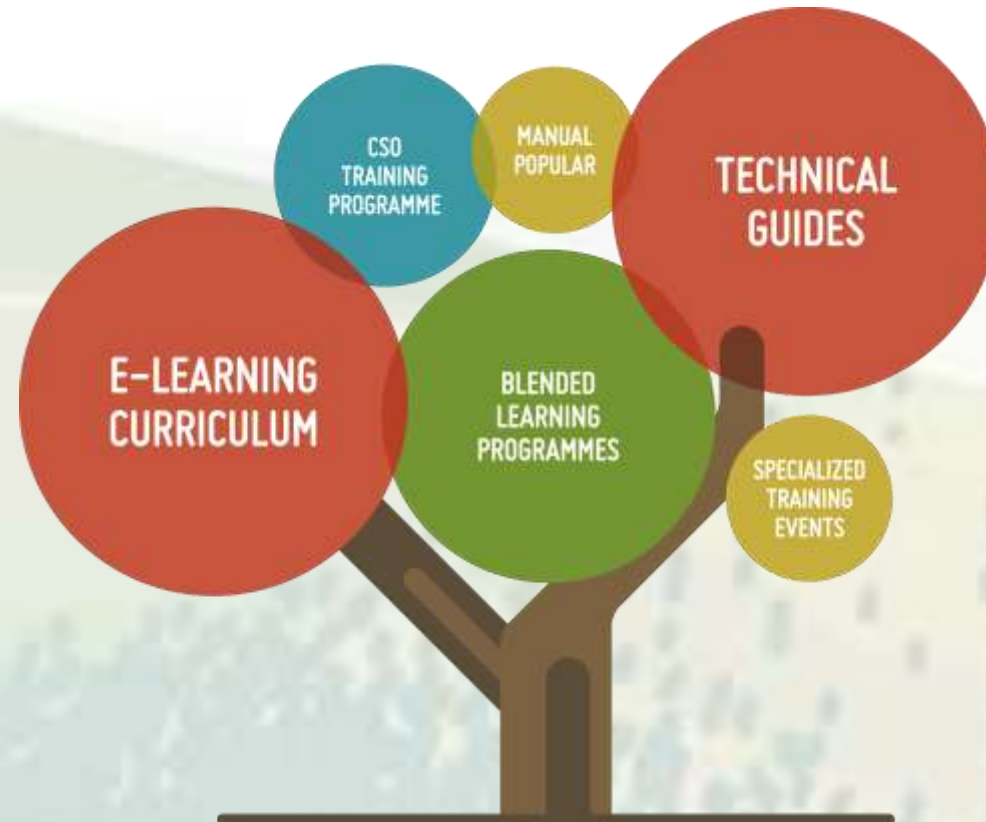 CSO
TRAINING
PROGRAMME
MANUAL
POPULAR
TECHNICAL
GUIDES
E-LEARNING
CURRICULUM
BLENDED
LEARNING
PROGRAMMES
SPECIALIZED
TRAINING
EVENTS